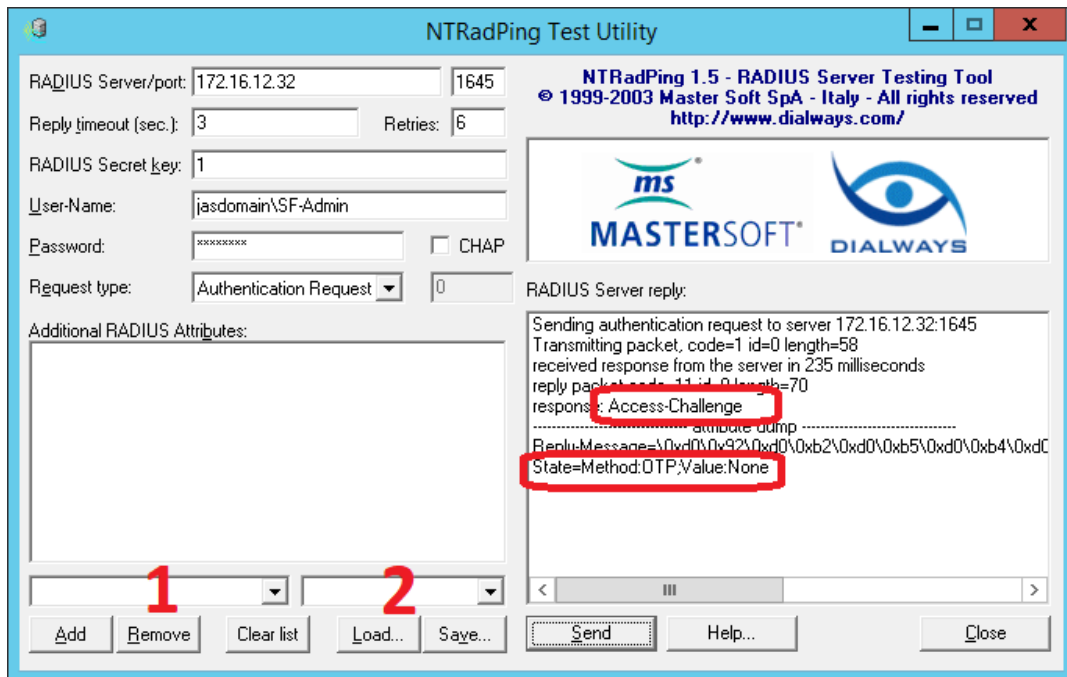 NTRadPing Test Utility
RADIUS Server/port: 172.16.12.32 1645
Reply timeout (sec.): 3 Retries: 6
RADIUS Secret key: 1
User-Name: jasdomain\SF-Admin
Password: xxxxxxxx CHAP
Request type: Authentication Request 0
Additional RADIUS Attributes:
1 2
Add Remove Clear list Load... Save...
NTRadPing 1.5 - RADIUS Server Testing Tool
© 1999-2003 Master Soft SpA - Italy - All rights reserved
http://www.dialways.com/
ms
MASTERSOFT
DIALWAYS
RADIUS Server reply:
Sending authentication request to server 172.16.12.32:1645
Transmitting packet, code=1 id=0 length=58
received response from the server in 235 milliseconds
reply packet code=11 id=0 length=70
response: Access-Challenge
------------------------------- attribute dump -------------------------------
Reply-Message=\0xd0\0x92\0xd0\0xb2\0xd0\0xb5\0xd0\0xb4\0xd0
State=Method:OTP;Value:None
Send Help... Close